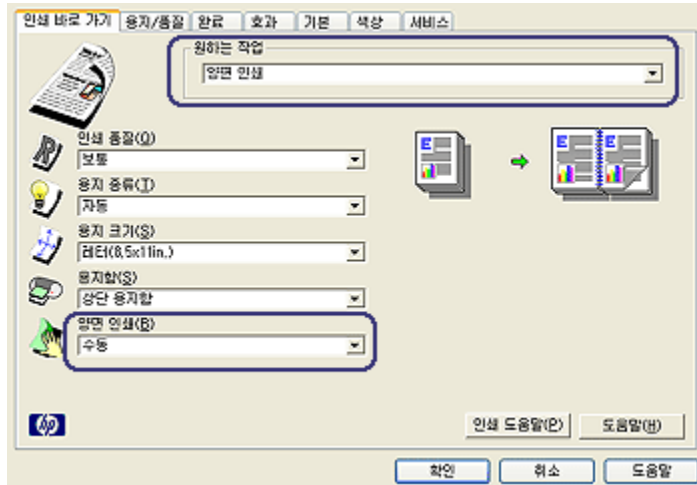 인쇄 바로 가기 용지/품질 완료 효과 기본 색상 서비스
원하는 작업
양면 인쇄
인쇄 품질(Q)
보통
용지 종류(T)
자동
용지 크기(S)
레터(8.5x11in.)
용지함(S)
상단 용지함
양면 인쇄(B)
수동
E E E
hp
인쇄 도움말(P) 도움말(H)
확인 취소 도움말